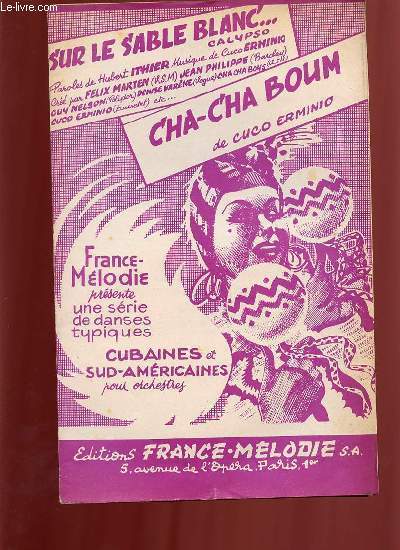 Le-Livre.com
SUR LE SABLE BLANC...
CALYPSO
Paroles de Hubert ITHIER Musique de Cuco ERMINIO
Créé par FELIX MARTEN (V.S.M) JEAN PHILIPPE (Barclay)
GUY NELSON DENISE VARÈNE (Vogue) CHA CHA BOYS
CUCO ERMINIO etc...
CHA-CHA BOUM
de CUCO ERMINIO
France-
Mélodie
présente
une série
de danses
typiques
CUBAINES et
SUD-AMÉRICAINES
pour orchestres
Editions FRANCE-MÉLODIE S.A.
5, avenue de l'Opéra, Paris, 1er